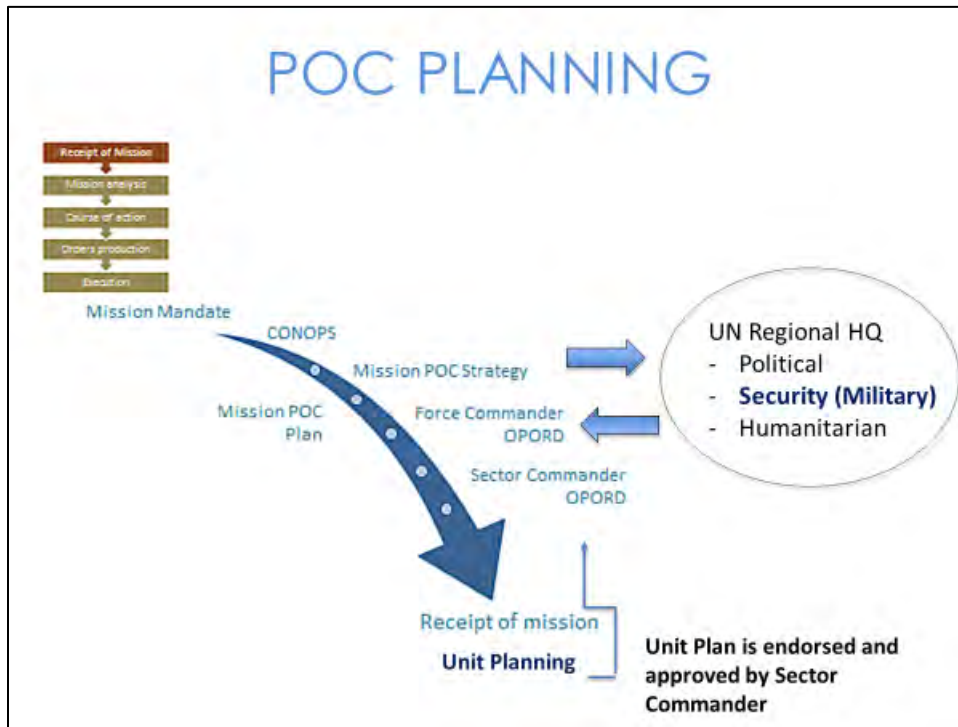 POC PLANNING
Receipt of Mission
Mission analysis
Course of action
Orders production
Execution
Mission Mandate
CONOPS
Mission POC Strategy
Mission POC
Plan
Force Commander
OPORD
Sector Commander
OPORD
UN Regional HQ
- Political
- Security (Military)
- Humanitarian
Receipt of mission
Unit Planning
Unit Plan is endorsed and
approved by Sector
Commander